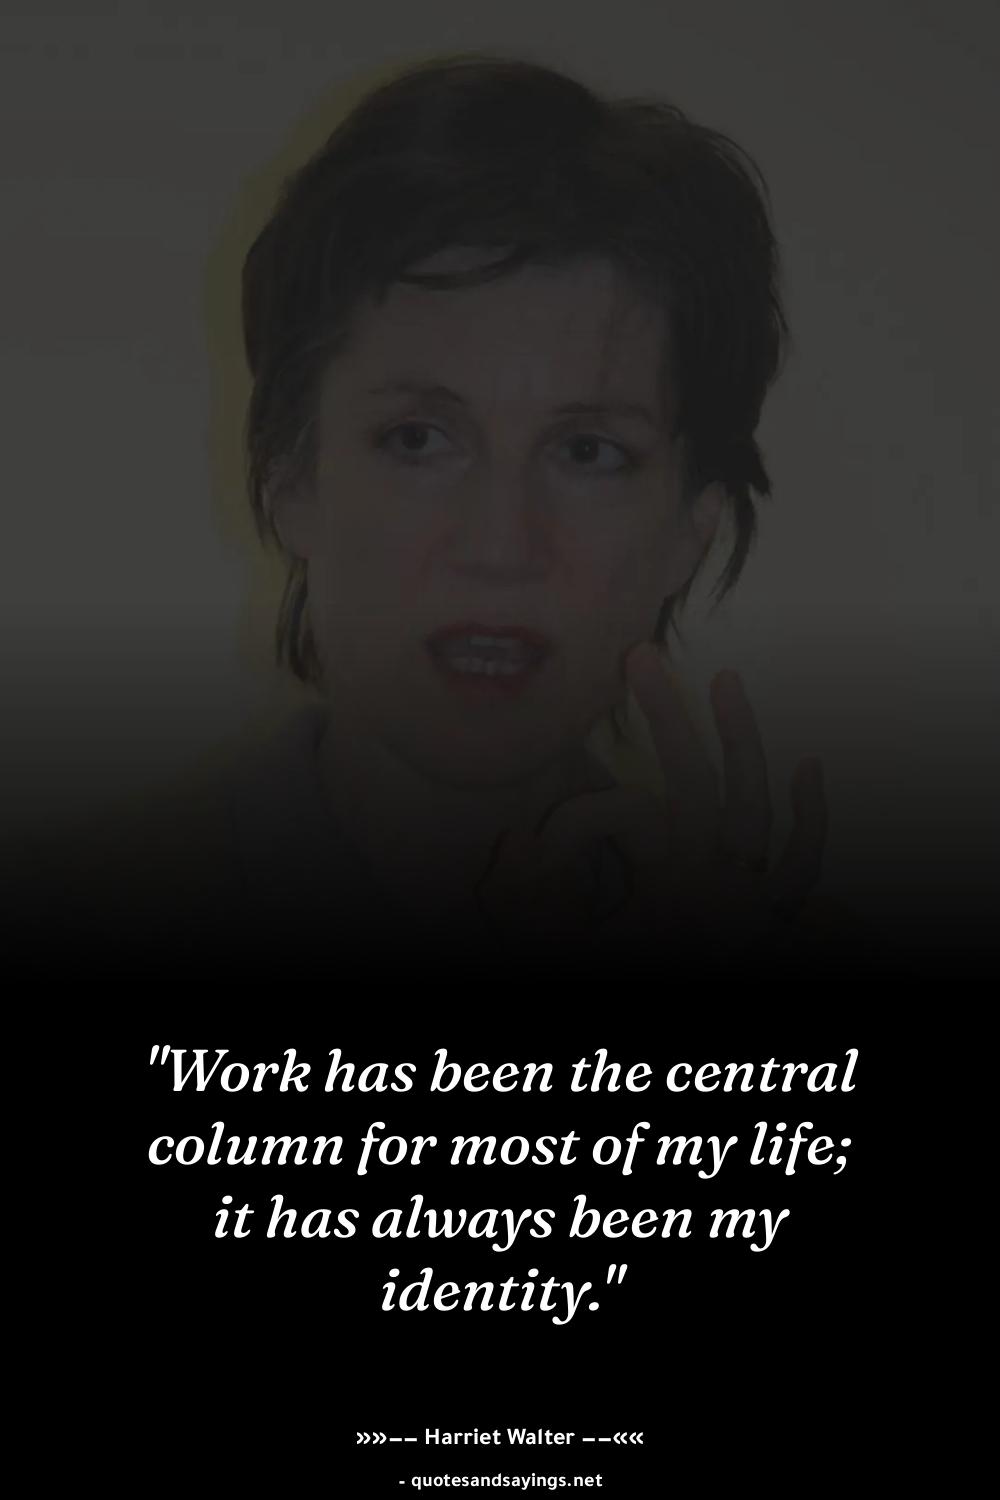 "Work has been the central
column for most of my life;
it has always been my
identity."
»»−− Harriet Walter −−««
- quotesandsayings.net